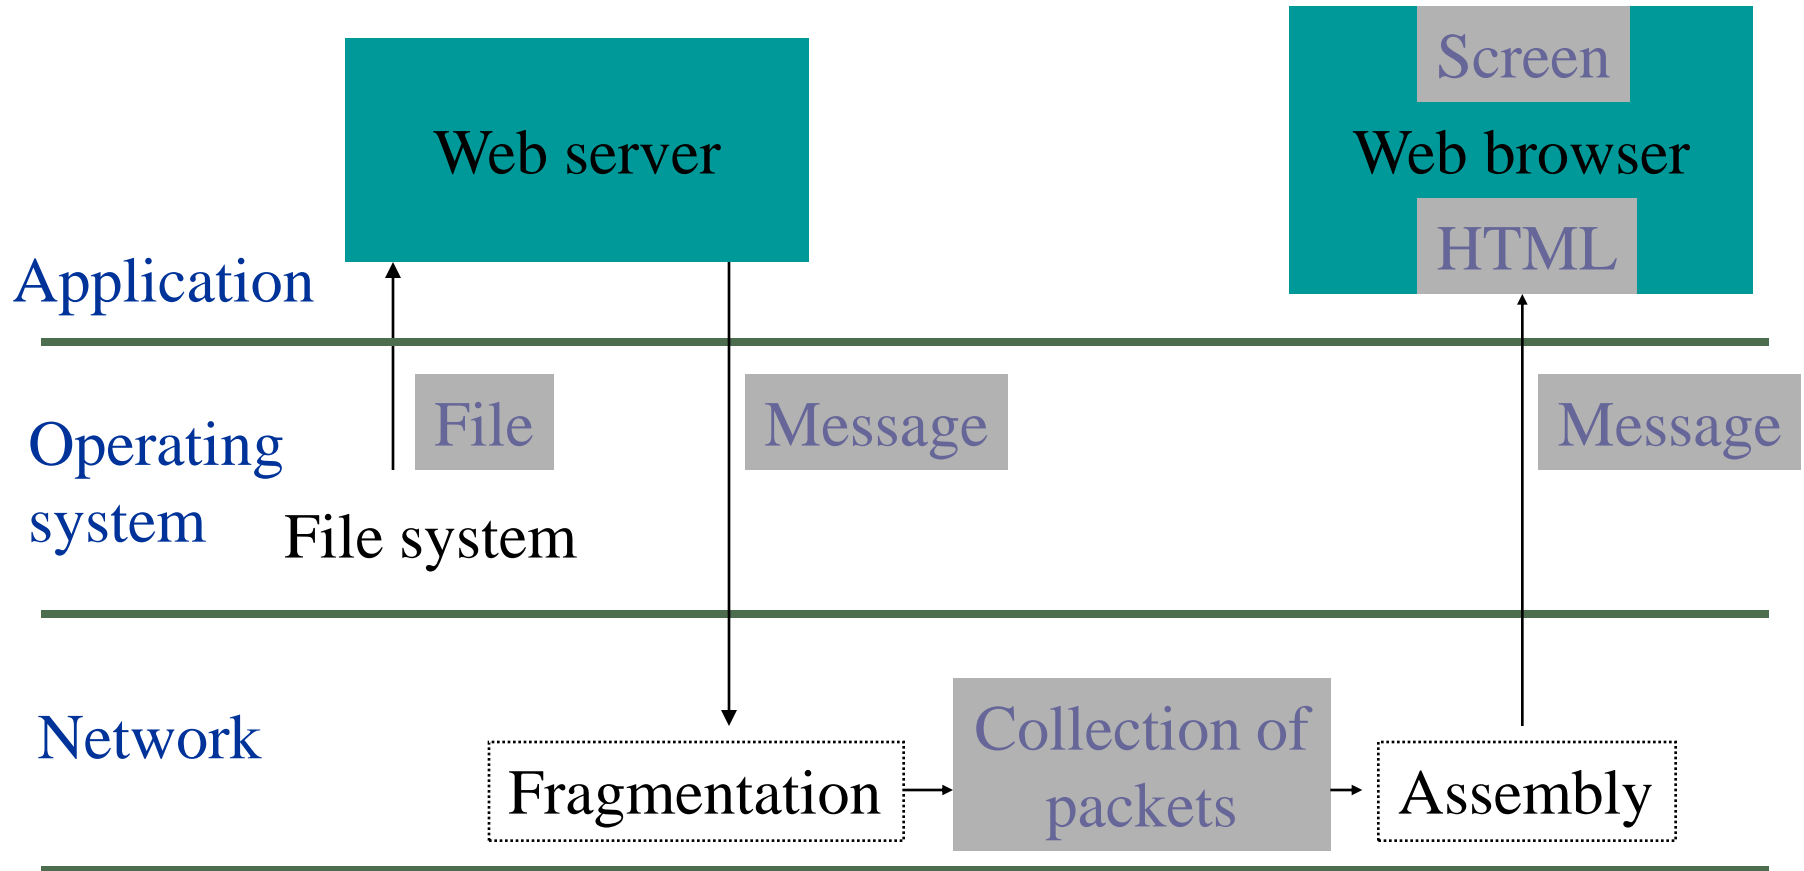 Screen
Web server
Web browser
HTML
Application
File
Message
Message
Operating
system
File system
Network
Collection of
packets
Fragmentation
Assembly